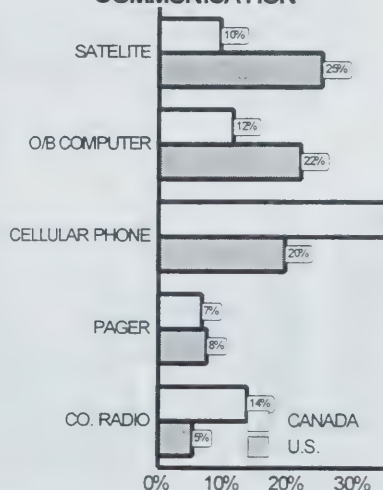 SATELITE
10%
25%
O/B COMPUTER
12%
22%
CELLULAR PHONE
20%
PAGER
7%
8%
CO. RADIO
14%
5%
CANADA
U.S.
0% 10% 20% 30%